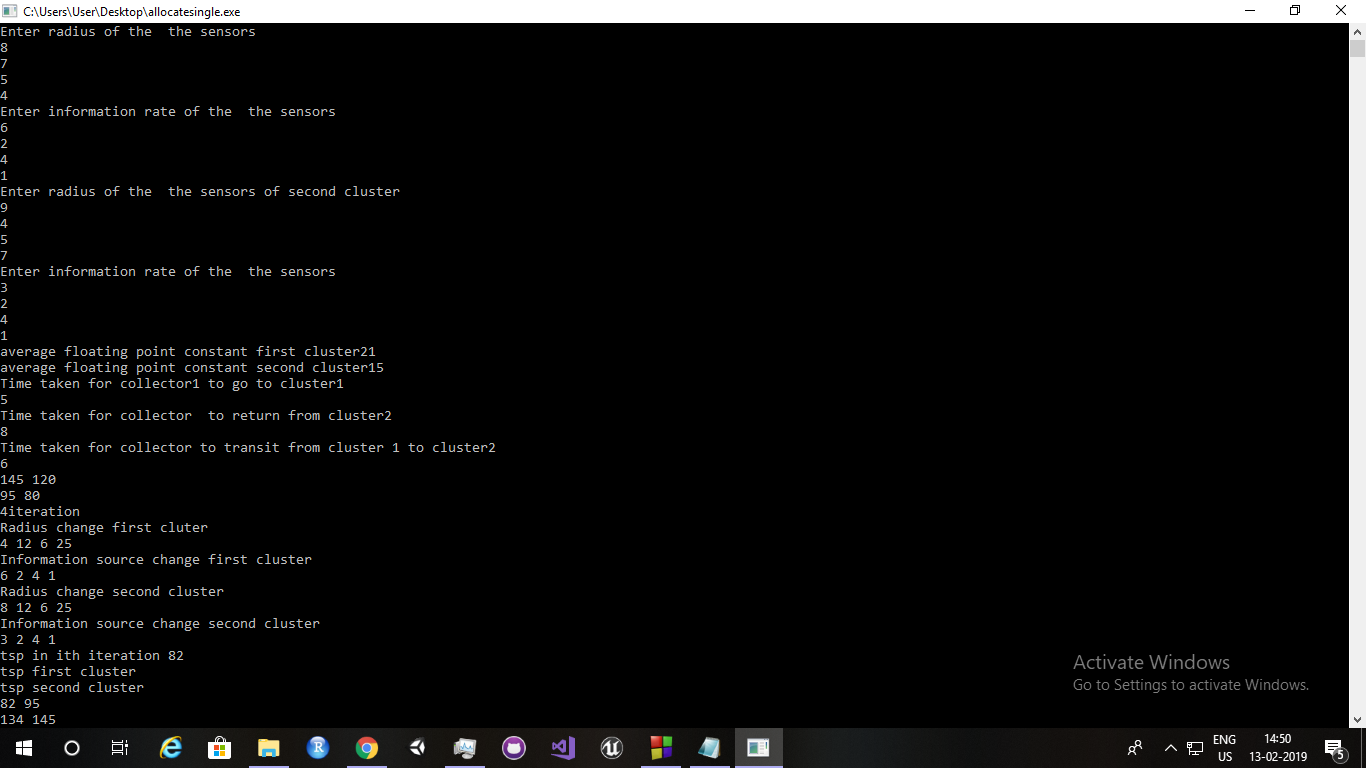 C:\Users\User\Desktop\allocatesingle.exe
Enter radius of the  the sensors
8
7
5
4
Enter information rate of the  the sensors
6
2
4
1
Enter radius of the  the sensors of second cluster
9
4
5
7
Enter information rate of the  the sensors
3
2
4
1
average floating point constant first cluster21
average floating point constant second cluster15
Time taken for collector1 to go to cluster1
5
Time taken for collector  to return from cluster2
8
Time taken for collector to transit from cluster 1 to cluster2
6
145 120
95 80
4iteration
Radius change first cluter
4 12 6 25
Information source change first cluster
6 2 4 1
Radius change second cluster
8 12 6 25
Information source change second cluster
3 2 4 1
tsp in ith iteration 82
tsp first cluster
tsp second cluster
82 95
134 145
Activate Windows
Go to Settings to activate Windows.
ENG
US
14:50
13-02-2019
5